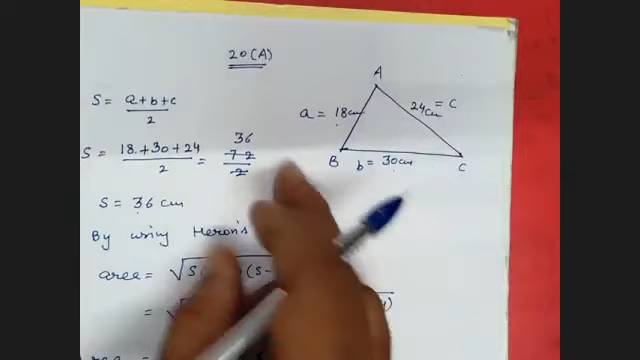 20(A)
A
S = a+b+c / 2
a = 18cm
24cm = C
S = 18+30+24 / 2 = 72 / 2 36
B b = 30cm C
S = 36 cm
By using Heron's
area = √S( (S-
= √